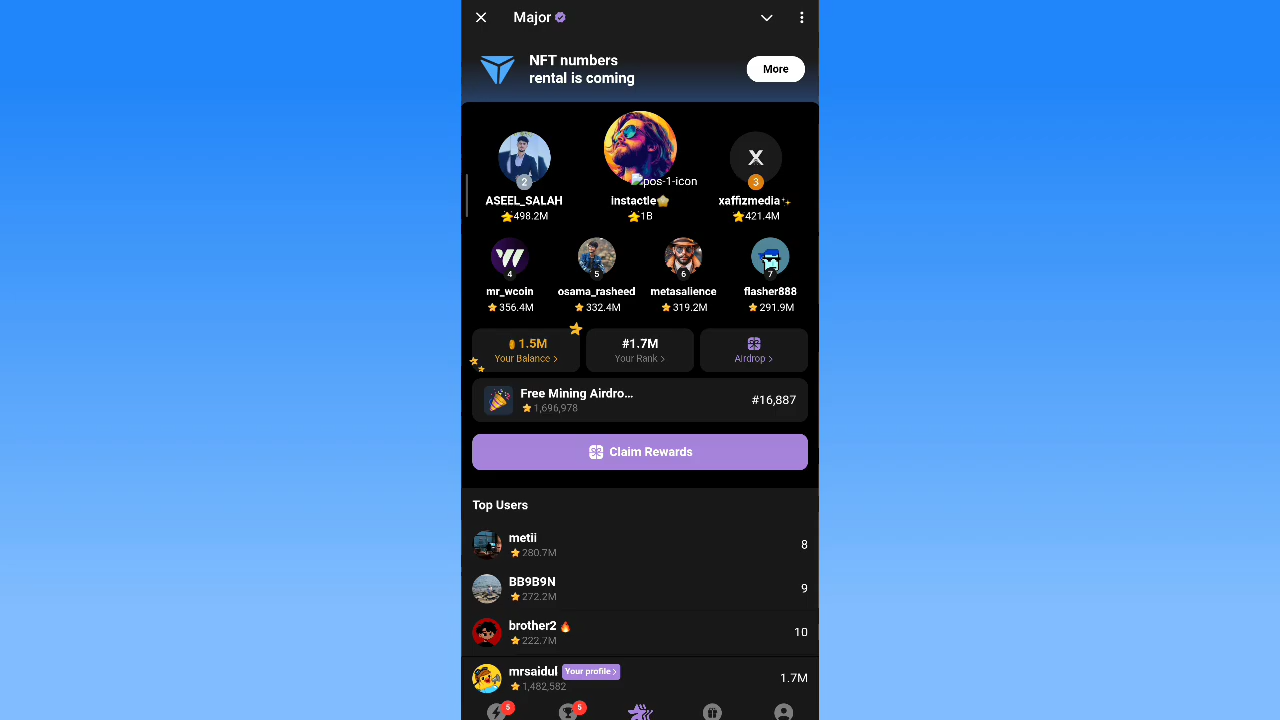 Major
NFT numbers
rental is coming
More
2
pos-1-icon
X
3
ASEEL_SALAH
instactle
xaffizmedia
498.2M
1B
421.4M
W
4
5
6
7
mr_wcoin
osama_rasheed
metasalience
flasher888
356.4M
332.4M
319.2M
291.9M
1.5M
Your Balance >
#1.7M
Your Rank >
Airdrop >
Free Mining Airdro...
1,696,978
#16,887
Claim Rewards
Top Users
metii
280.7M
8
BB9B9N
272.2M
9
brother2
222.7M
10
mrsaidul
Your profile >
1,482,582
1.7M
5
5